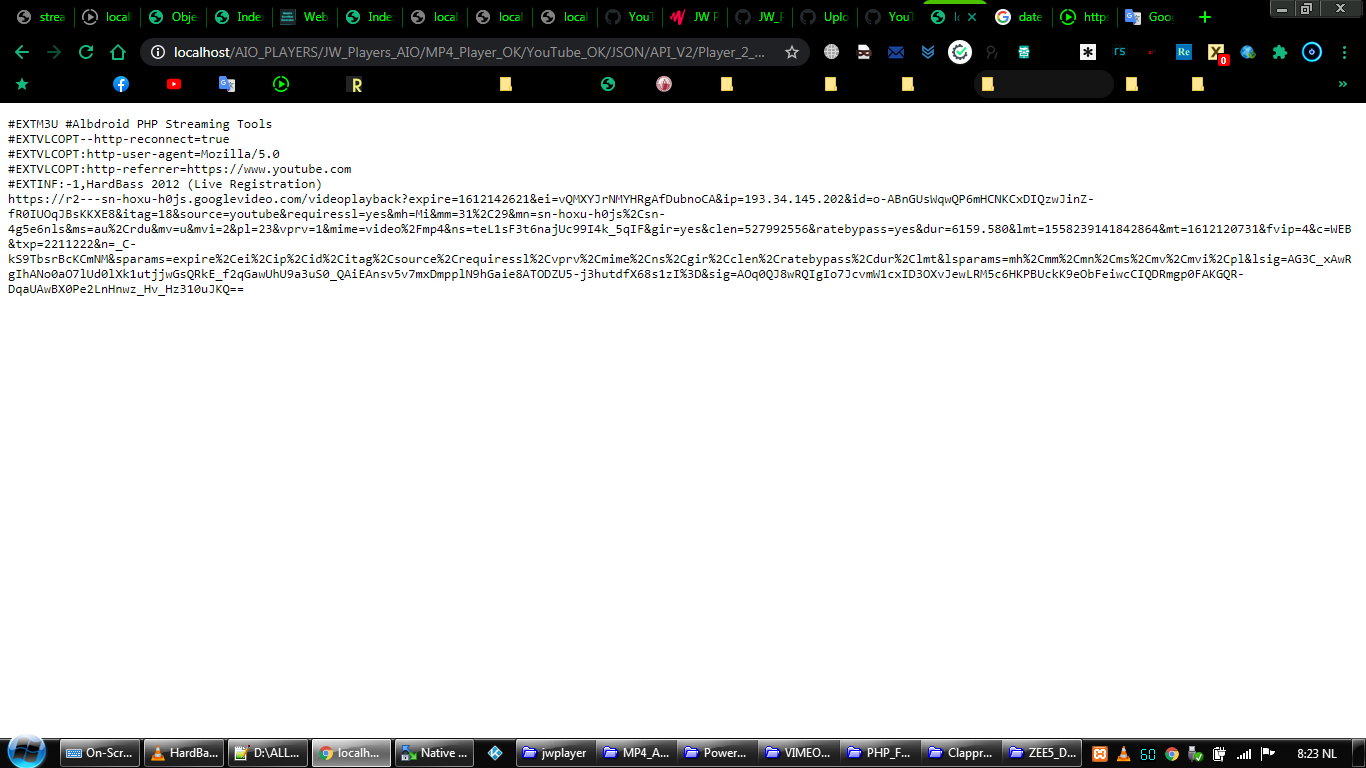 strea
local
Obje
Index
Web
Inde
local
local
local
YouT
JW P
JW_F
Uplo
YouT
lo
date
https
Goo
localhost/AIO_PLAYERS/JW_Players_AIO/MP4_Player_OK/YouTube_OK/JSON/API_V2/Player_2_...
rs
Re
X
0
R
»
#EXTM3U #Albdroid PHP Streaming Tools
#EXTVLCOPT--http-reconnect=true
#EXTVLCOPT:http-user-agent=Mozilla/5.0
#EXTVLCOPT:http-referrer=https://www.youtube.com
#EXTINF:-1,HardBass 2012 (Live Registration)
https://r2---sn-hoxu-h0js.googlevideo.com/videoplayback?expire=1612142621&ei=vQMXYJrNMYHRgAfDubnoCA&ip=193.34.145.202&id=o-ABnGUsWqwQP6mHCNKCxDIQzwJinZ-
fR0IUOqJBsKKXE8&itag=18&source=youtube&requiressl=yes&mh=Mi&mm=31%2C29&mn=sn-hoxu-h0js%2Csn-
4g5e6nls&ms=au%2Crdu&mv=u&mvi=2&pl=23&vprv=1&mime=video%2Fmp4&ns=teL1sF3t6najUc99I4k_5qIF&gir=yes&clen=527992556&ratebypass=yes&dur=6159.580&lmt=1558239141842864&mt=1612120731&fvip=4&c=WEB
&txp=2211222&n=_C-
kS9TbsrBcKCmNM&sparams=expire%2Cei%2Cip%2Cid%2Citag%2Csource%2Crequiressl%2Cvprv%2Cmime%2Cns%2Cgir%2Cclen%2Cratebypass%2Cdur%2Clmt&lsparams=mh%2Cmm%2Cmn%2Cms%2Cmv%2Cmvi%2Cpl&lsig=AG3C_xAwR
gIhANo0aO7lUd0lXk1utjjwGsQRkE_f2qGawUhU9a3uS0_QAiEAnsv5v7mxDmpplN9hGaie8ATODZU5-j3hutdfX68s1zI%3D&sig=AOq0QJ8wRQIgIo7JcvmW1cxID3OXvJewLRM5c6HKPBUckK9eObFeiwcCIQDRmgp0FAKGQR-
DqaUAwBX0Pe2LnHnwz_Hv_Hz310uJKQ==
On-Scr...
HardBa...
D:\ALL...
localh...
Native ...
jwplayer
MP4_A...
Power...
VIMEO...
PHP_F...
Clappr...
ZEE5_D...
60
8:23 NL